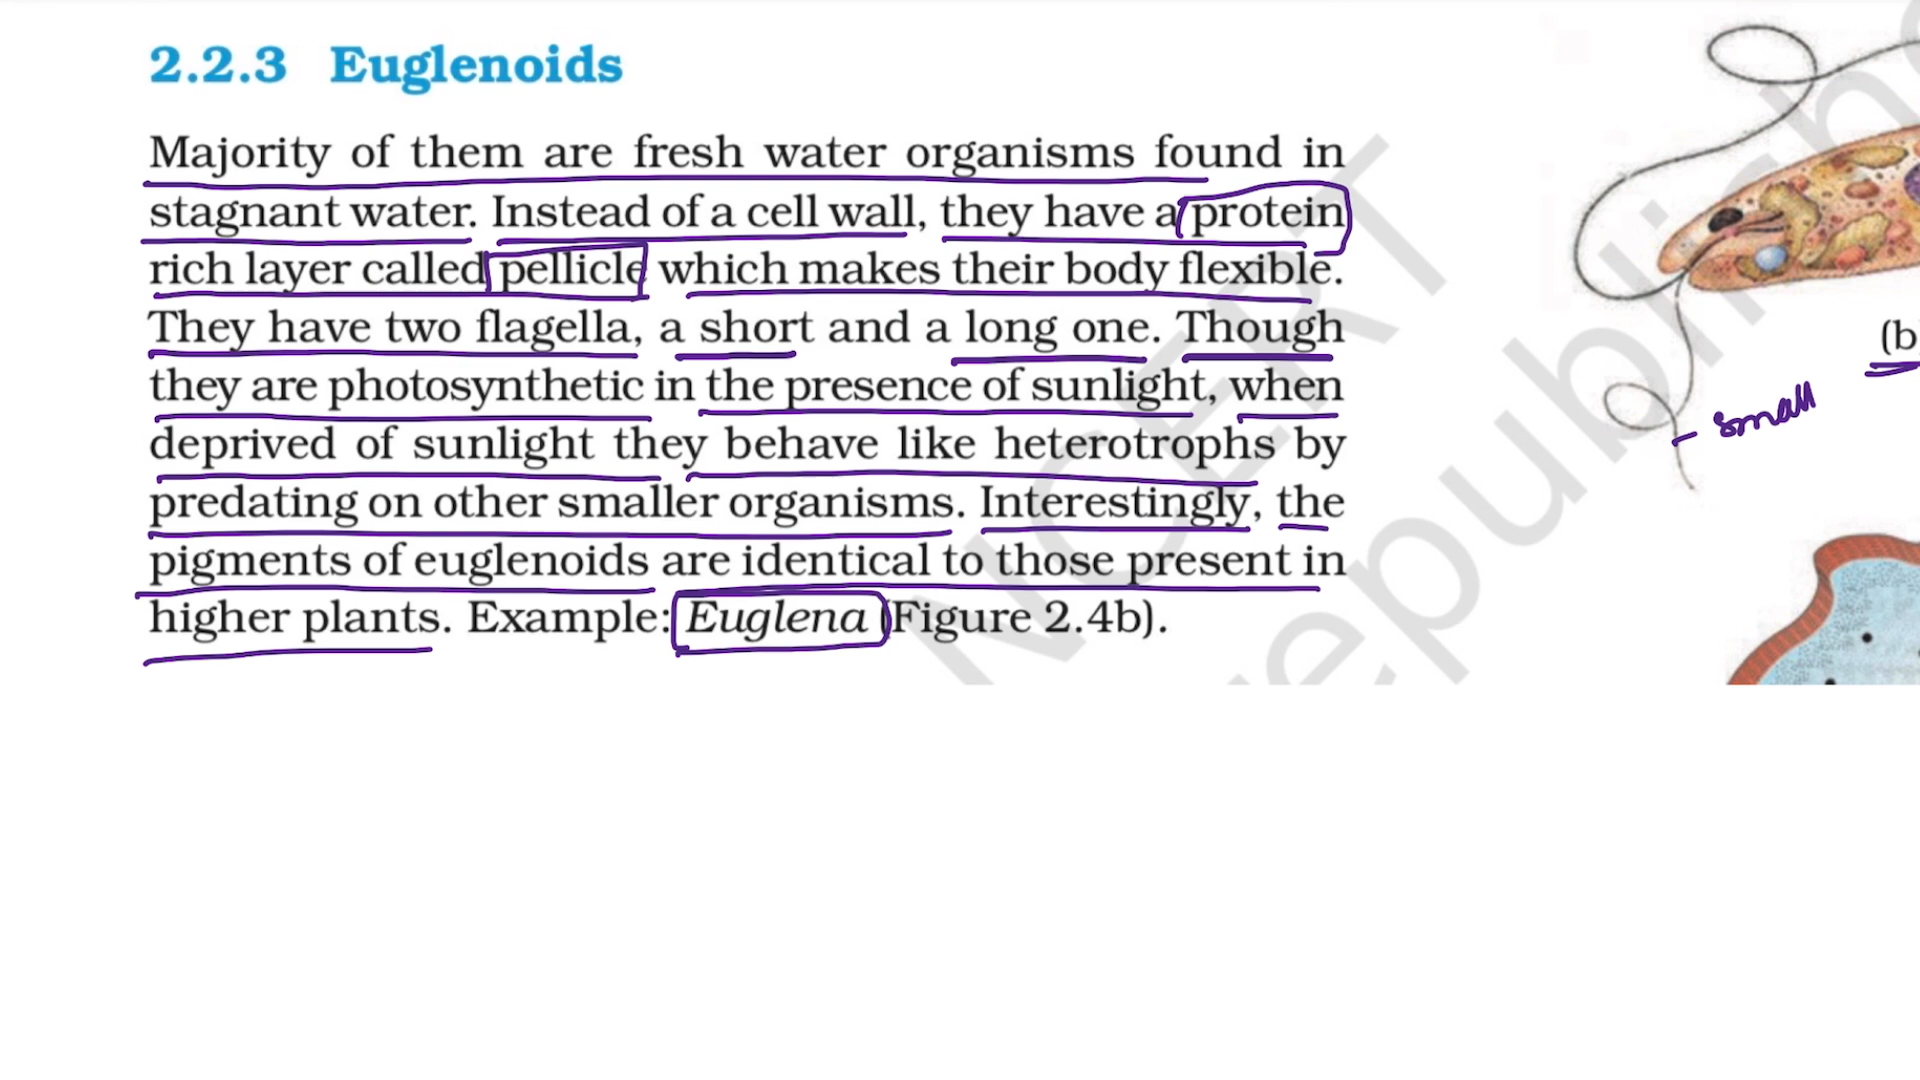 2.2.3 Euglenoids
Majority of them are fresh water organisms found in
stagnant water. Instead of a cell wall, they have a protein
rich layer called pellicle which makes their body flexible.
They have two flagella, a short and a long one. Though
they are photosynthetic in the presence of sunlight, when
deprived of sunlight they behave like heterotrophs by
predating on other smaller organisms. Interestingly, the
pigments of euglenoids are identical to those present in
higher plants. Example: Euglena (Figure 2.4b).
(b
- Small
NCERT
republishe